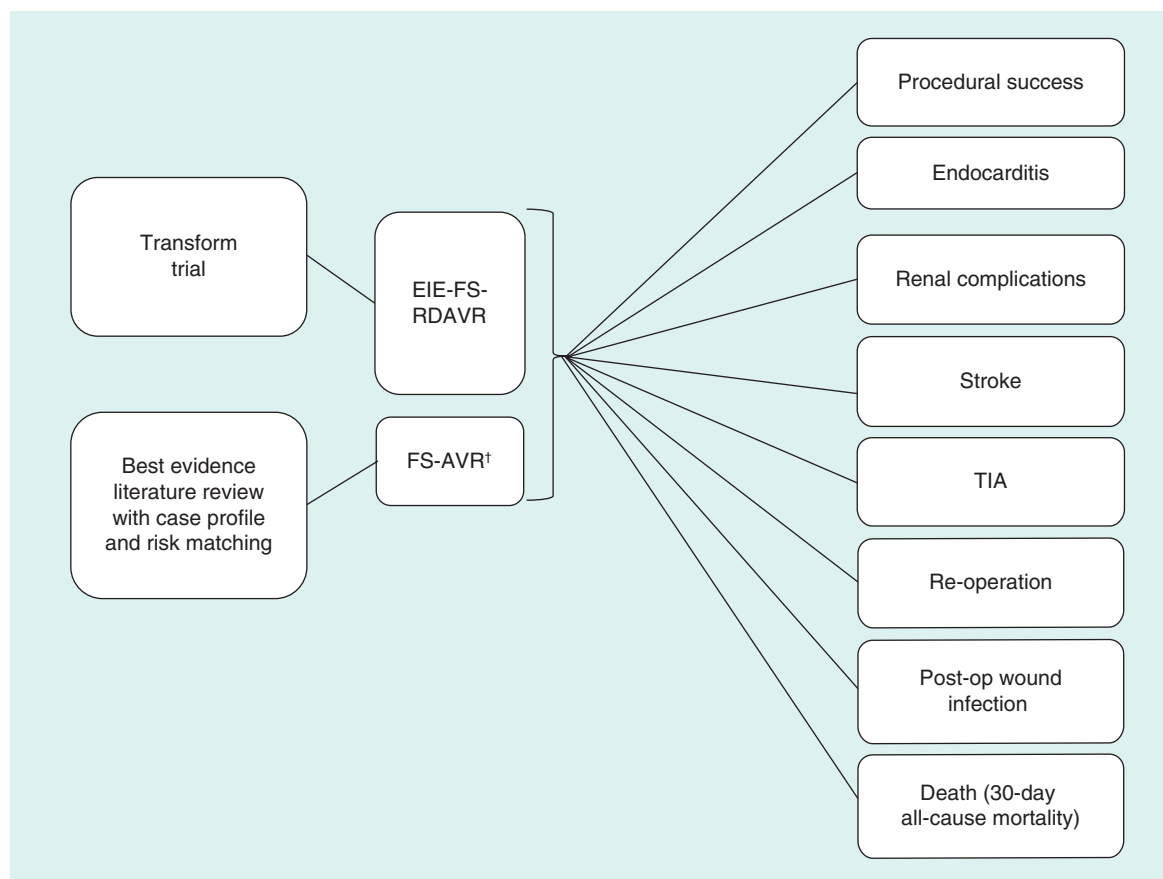 Transform
trial
Best evidence
literature review
with case profile
and risk matching
EIE-FS-
RDAVR
FS-AVR†
Procedural success
Endocarditis
Renal complications
Stroke
TIA
Re-operation
Post-op wound
infection
Death (30-day
all-cause mortality)